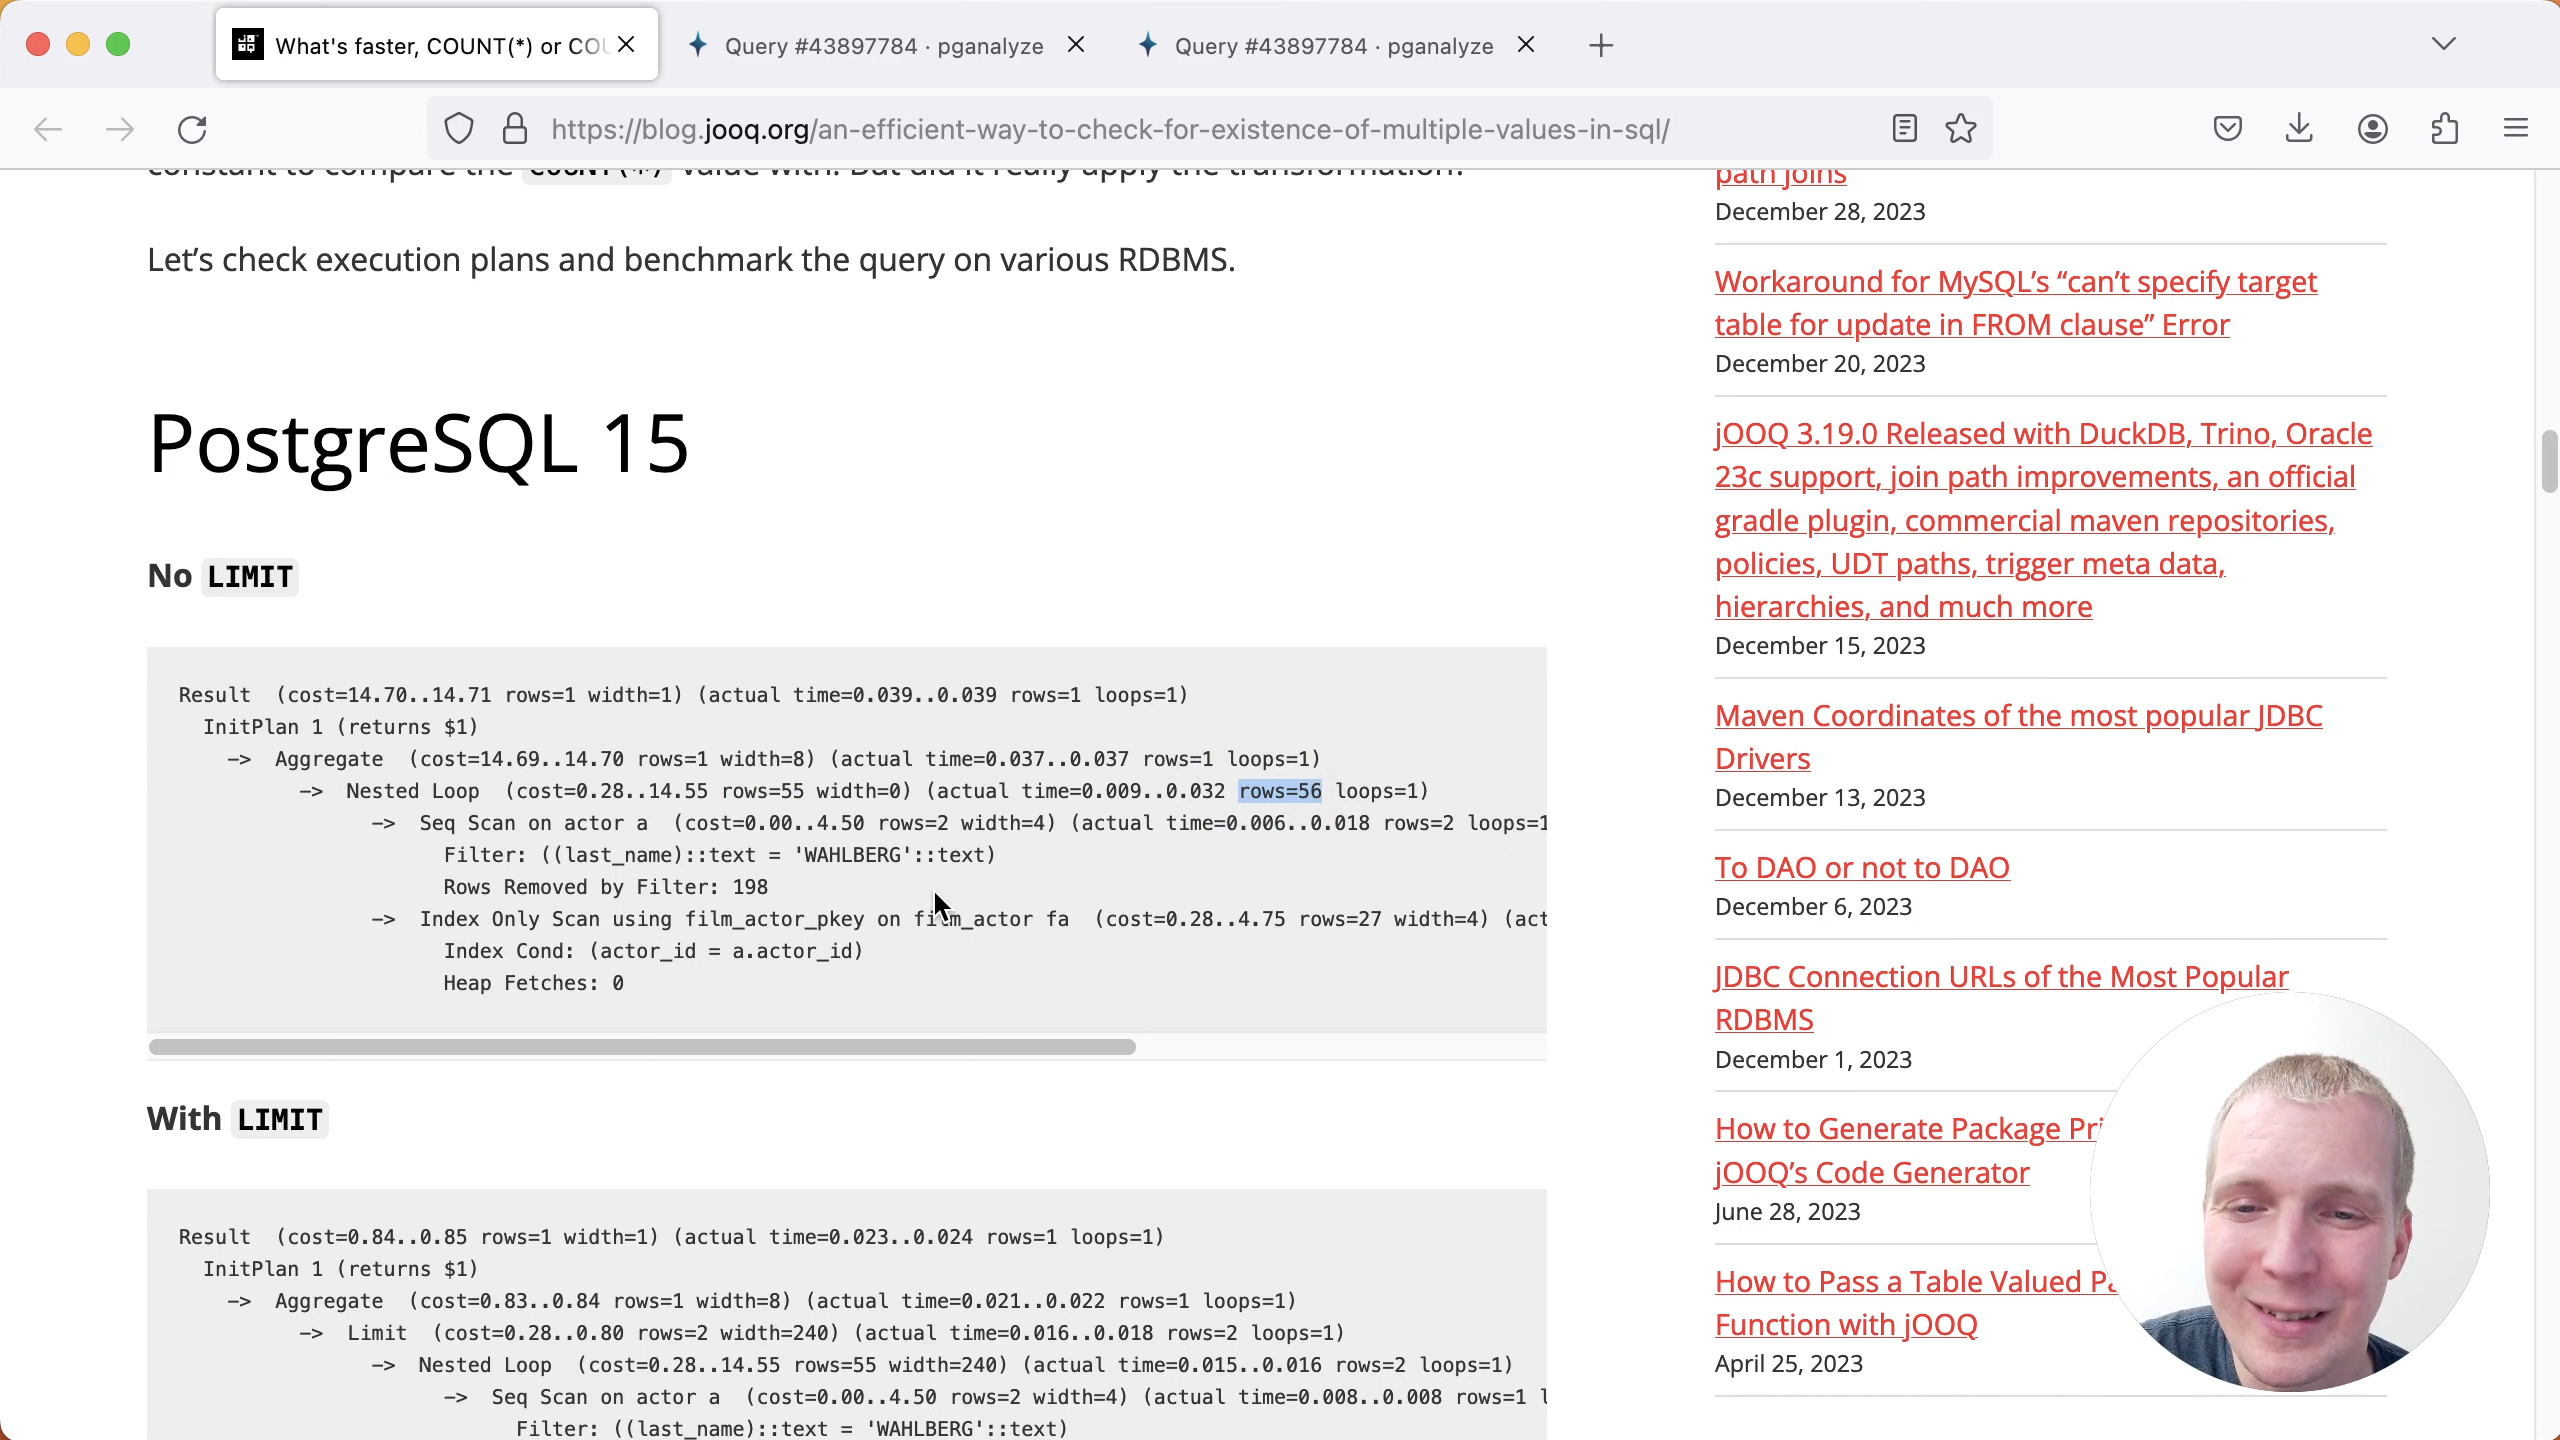 What's faster, COUNT(*) or COU
Query #43897784 · pganalyze
Query #43897784 · pganalyze
https://blog.jooq.org/an-efficient-way-to-check-for-existence-of-multiple-values-in-sql/
constant to compare the COUNT(*) value with. But did it really apply the transformation?
Let’s check execution plans and benchmark the query on various RDBMS.
PostgreSQL 15
No LIMIT
Result  (cost=14.70..14.71 rows=1 width=1) (actual time=0.039..0.039 rows=1 loops=1)
InitPlan 1 (returns $1)
->  Aggregate  (cost=14.69..14.70 rows=1 width=8) (actual time=0.037..0.037 rows=1 loops=1)
->  Nested Loop  (cost=0.28..14.55 rows=55 width=0) (actual time=0.009..0.032 rows=56 loops=1)
->  Seq Scan on actor a  (cost=0.00..4.50 rows=2 width=4) (actual time=0.006..0.018 rows=2 loops=1
Filter: ((last_name)::text = 'WAHLBERG'::text)
Rows Removed by Filter: 198
->  Index Only Scan using film_actor_pkey on film_actor fa  (cost=0.28..4.75 rows=27 width=4) (act
Index Cond: (actor_id = a.actor_id)
Heap Fetches: 0
With LIMIT
Result  (cost=0.84..0.85 rows=1 width=1) (actual time=0.023..0.024 rows=1 loops=1)
InitPlan 1 (returns $1)
->  Aggregate  (cost=0.83..0.84 rows=1 width=8) (actual time=0.021..0.022 rows=1 loops=1)
->  Limit  (cost=0.28..0.80 rows=2 width=240) (actual time=0.016..0.018 rows=2 loops=1)
->  Nested Loop  (cost=0.28..14.55 rows=55 width=240) (actual time=0.015..0.016 rows=2 loops=1)
->  Seq Scan on actor a  (cost=0.00..4.50 rows=2 width=4) (actual time=0.008..0.008 rows=1 l
Filter: ((last_name)::text = 'WAHLBERG'::text)
path joins
December 28, 2023
Workaround for MySQL’s “can’t specify target
table for update in FROM clause” Error
December 20, 2023
jOOQ 3.19.0 Released with DuckDB, Trino, Oracle
23c support, join path improvements, an official
gradle plugin, commercial maven repositories,
policies, UDT paths, trigger meta data,
hierarchies, and much more
December 15, 2023
Maven Coordinates of the most popular JDBC
Drivers
December 13, 2023
To DAO or not to DAO
December 6, 2023
JDBC Connection URLs of the Most Popular
RDBMS
December 1, 2023
How to Generate Package Pri
jOOQ’s Code Generator
June 28, 2023
How to Pass a Table Valued Pa
Function with jOOQ
April 25, 2023